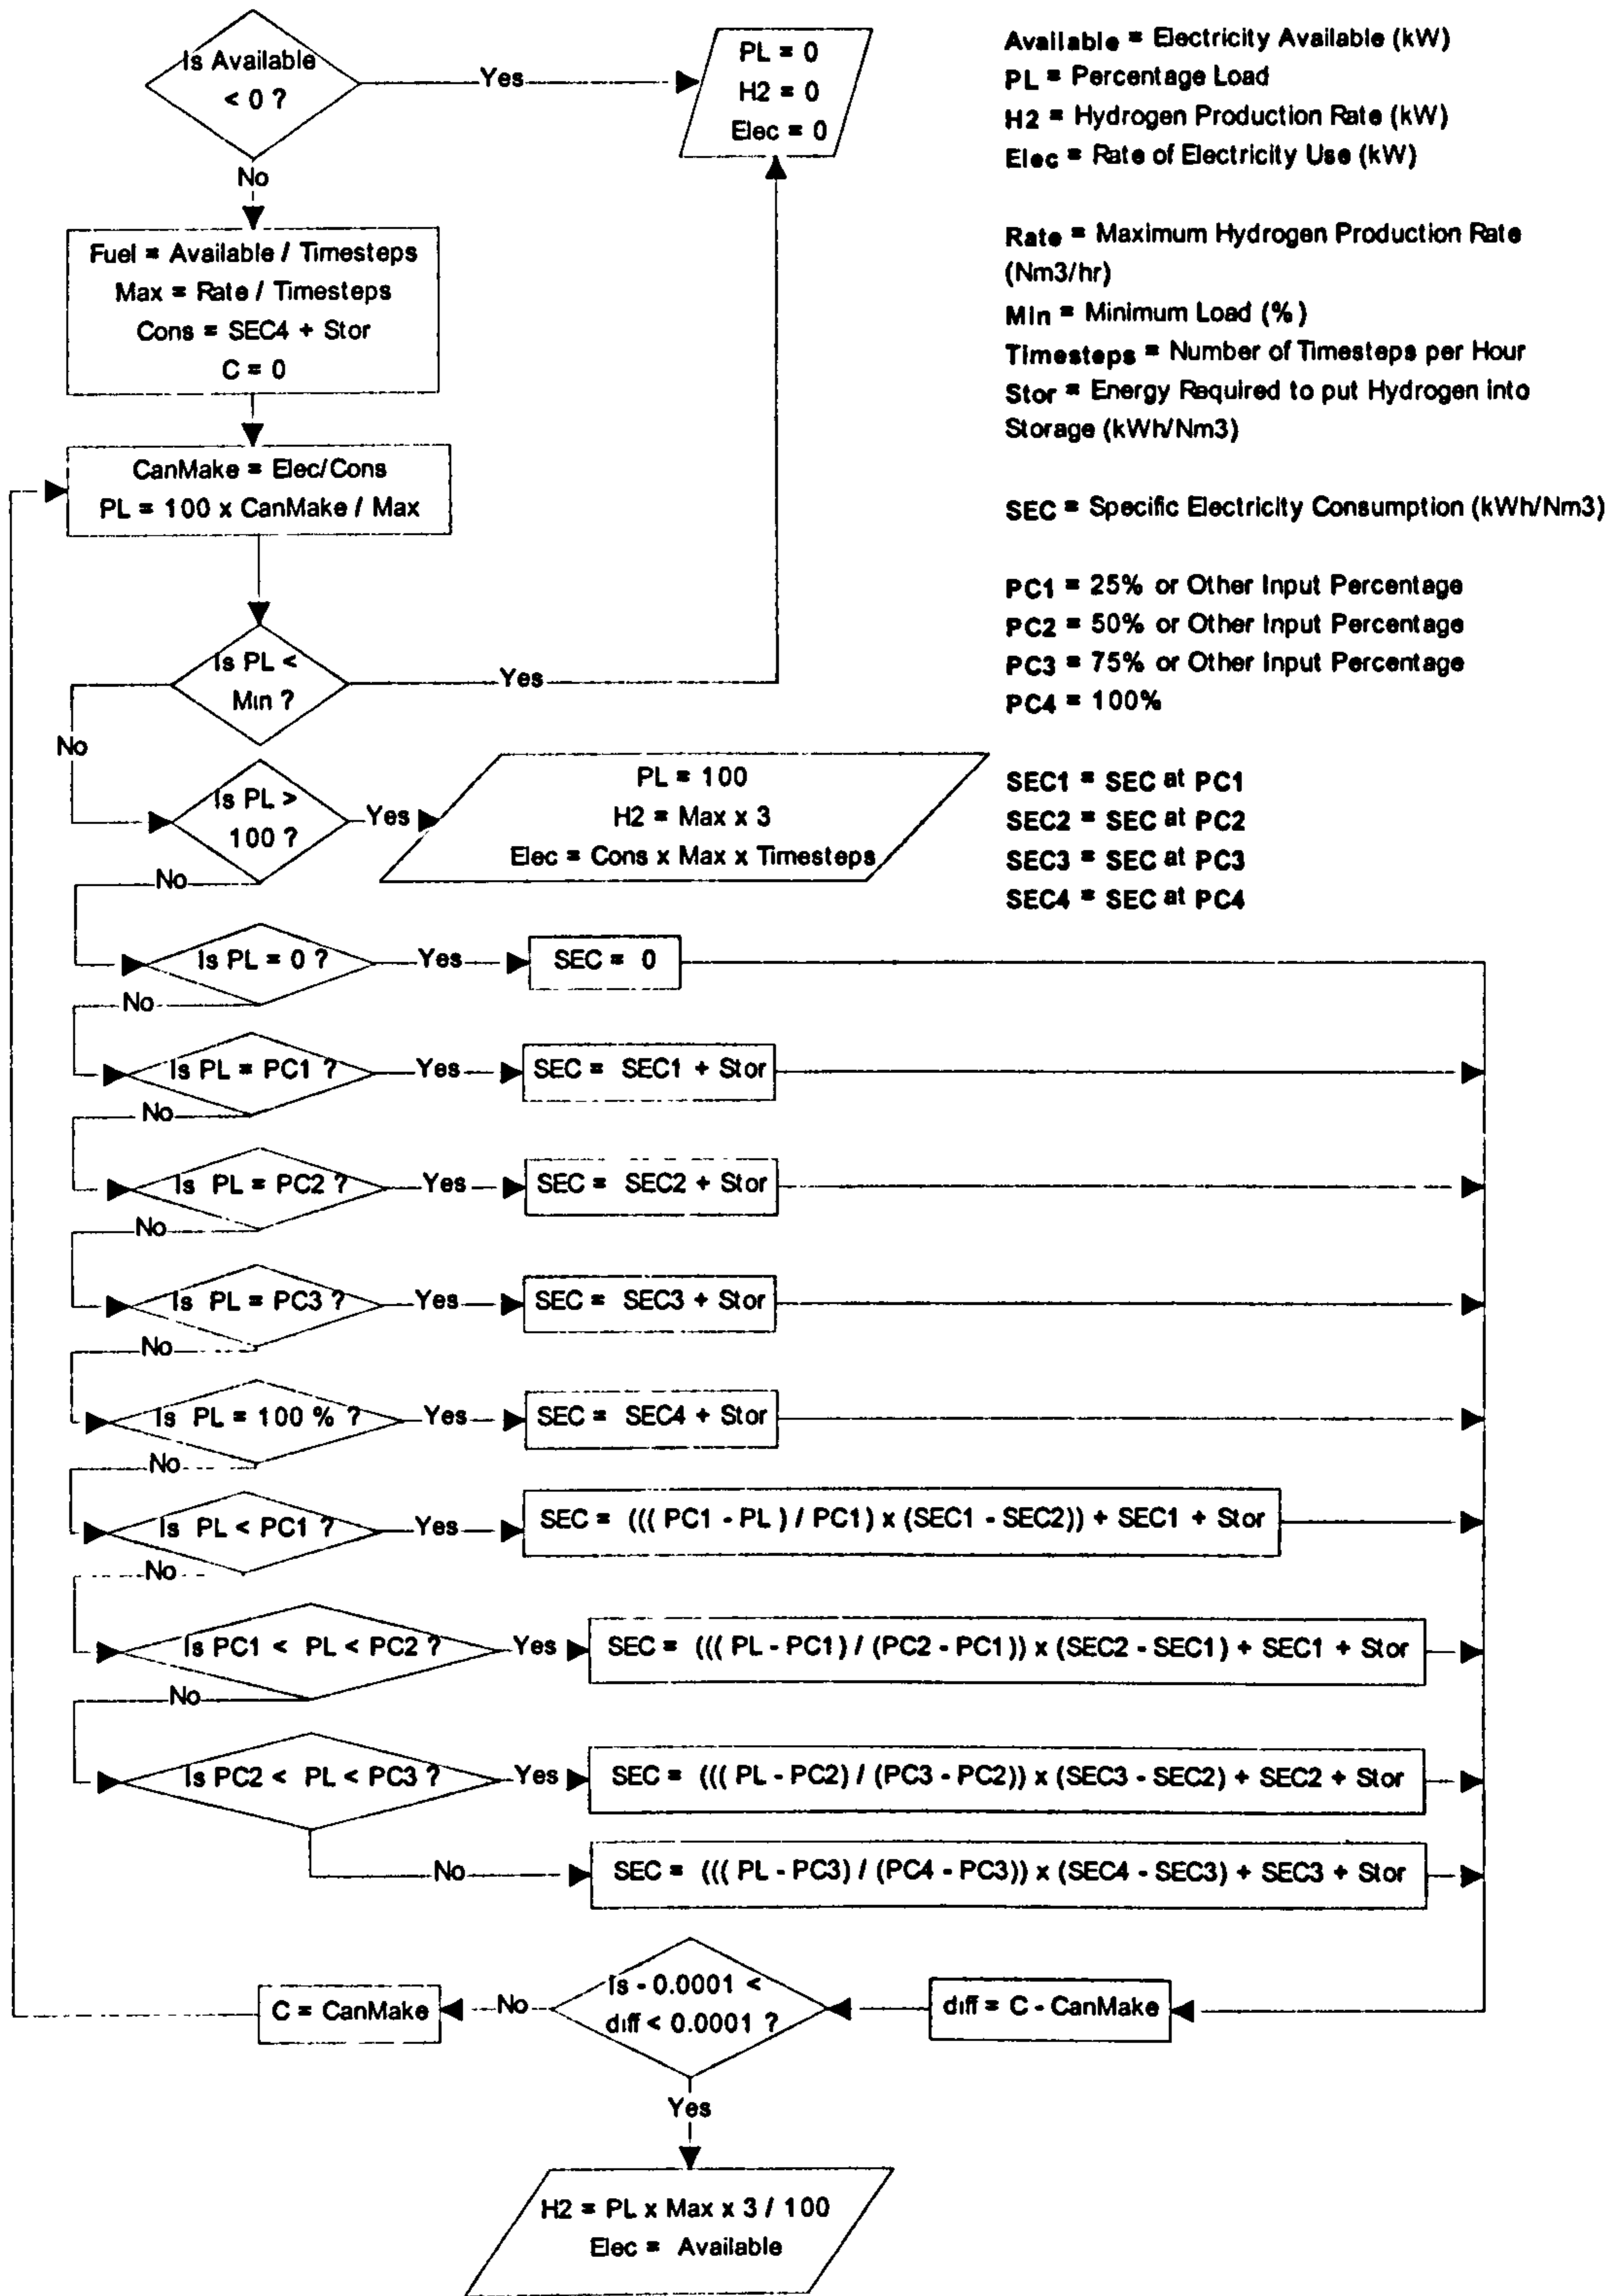 Is Available
< 0 ?
Yes
PL = 0
H2 = 0
Elec = 0
No
Fuel = Available / Timesteps
Max = Rate / Timesteps
Cons = SEC4 + Stor
C = 0
CanMake = Elec/Cons
PL = 100 x CanMake / Max
Is PL <
Min ?
Yes
No
Is PL >
100 ?
Yes
PL = 100
H2 = Max x 3
Elec = Cons x Max x Timesteps
No
Available = Electricity Available (kW)
PL = Percentage Load
H2 = Hydrogen Production Rate (kW)
Elec = Rate of Electricity Use (kW)
Rate = Maximum Hydrogen Production Rate
(Nm3/hr)
Min = Minimum Load (%)
Timesteps = Number of Timesteps per Hour
Stor = Energy Required to put Hydrogen into
Storage (kWh/Nm3)
SEC = Specific Electricity Consumption (kWh/Nm3)
PC1 = 25% or Other Input Percentage
PC2 = 50% or Other Input Percentage
PC3 = 75% or Other Input Percentage
PC4 = 100%
SEC1 = SEC at PC1
SEC2 = SEC at PC2
SEC3 = SEC at PC3
SEC4 = SEC at PC4
Is PL = 0 ?
Yes
SEC = 0
No
Is PL = PC1 ?
Yes
SEC = SEC1 + Stor
No
Is PL = PC2 ?
Yes
SEC = SEC2 + Stor
No
Is PL = PC3 ?
Yes
SEC = SEC3 + Stor
No
Is PL = 100 % ?
Yes
SEC = SEC4 + Stor
No
Is PL < PC1 ?
Yes
SEC = ((( PC1 - PL ) / PC1) x (SEC1 - SEC2)) + SEC1 + Stor
No
Is PC1 < PL < PC2 ?
Yes
SEC = ((( PL - PC1) / (PC2 - PC1)) x (SEC2 - SEC1) + SEC1 + Stor
No
Is PC2 < PL < PC3 ?
Yes
SEC = ((( PL - PC2) / (PC3 - PC2)) x (SEC3 - SEC2) + SEC2 + Stor
No
SEC = ((( PL - PC3) / (PC4 - PC3)) x (SEC4 - SEC3) + SEC3 + Stor
C = CanMake
No
Is - 0.0001 <
diff < 0.0001 ?
diff = C - CanMake
Yes
H2 = PL x Max x 3 / 100
Elec = Available